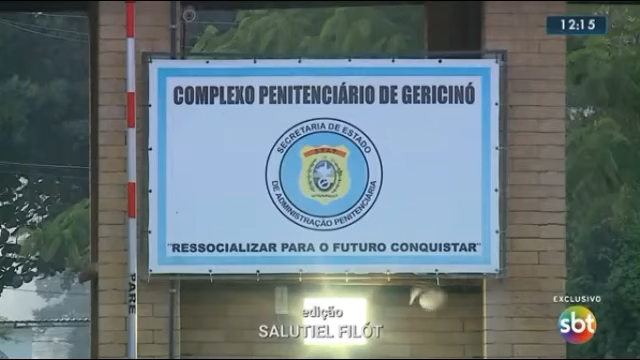 12:15
COMPLEXO PENITENCIÁRIO DE GERICINÓ
SECRETARIA DE ESTADO
DE ADMINISTRAÇÃO PENITENCIÁRIA
"RESSOCIALIZAR PARA O FUTURO CONQUISTAR"
PARE
edição
SALUTIEL FILÓT
EXCLUSIVO
sbt